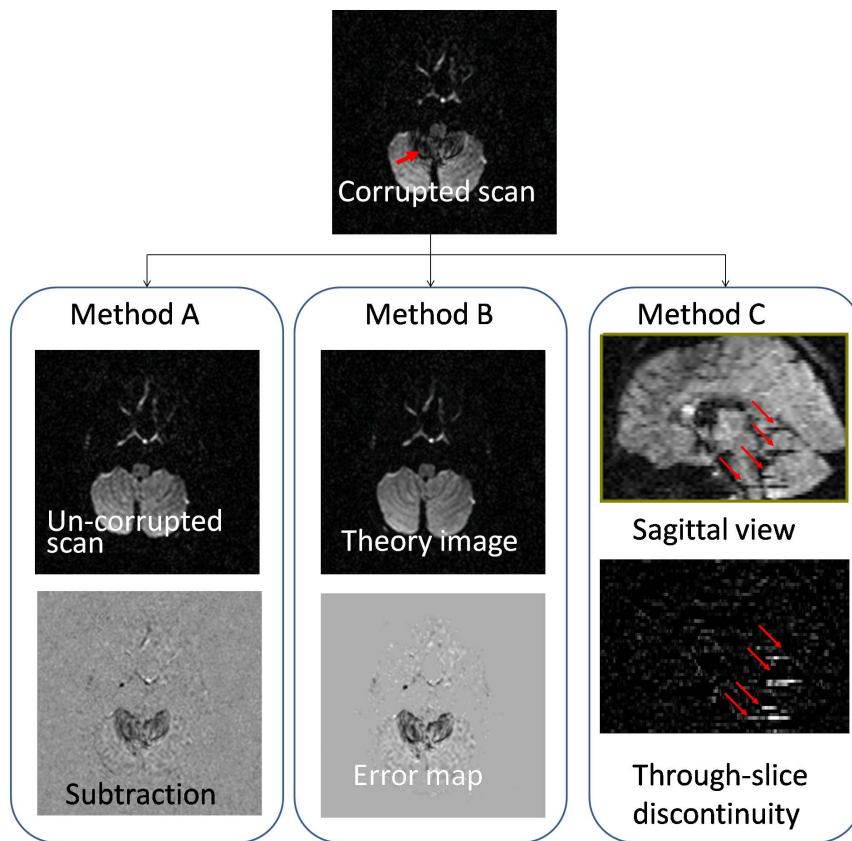 Corrupted scan
Method A
Method B
Method C
Un-corrupted
scan
Theory image
Sagittal view
Subtraction
Error map
Through-slice
discontinuity